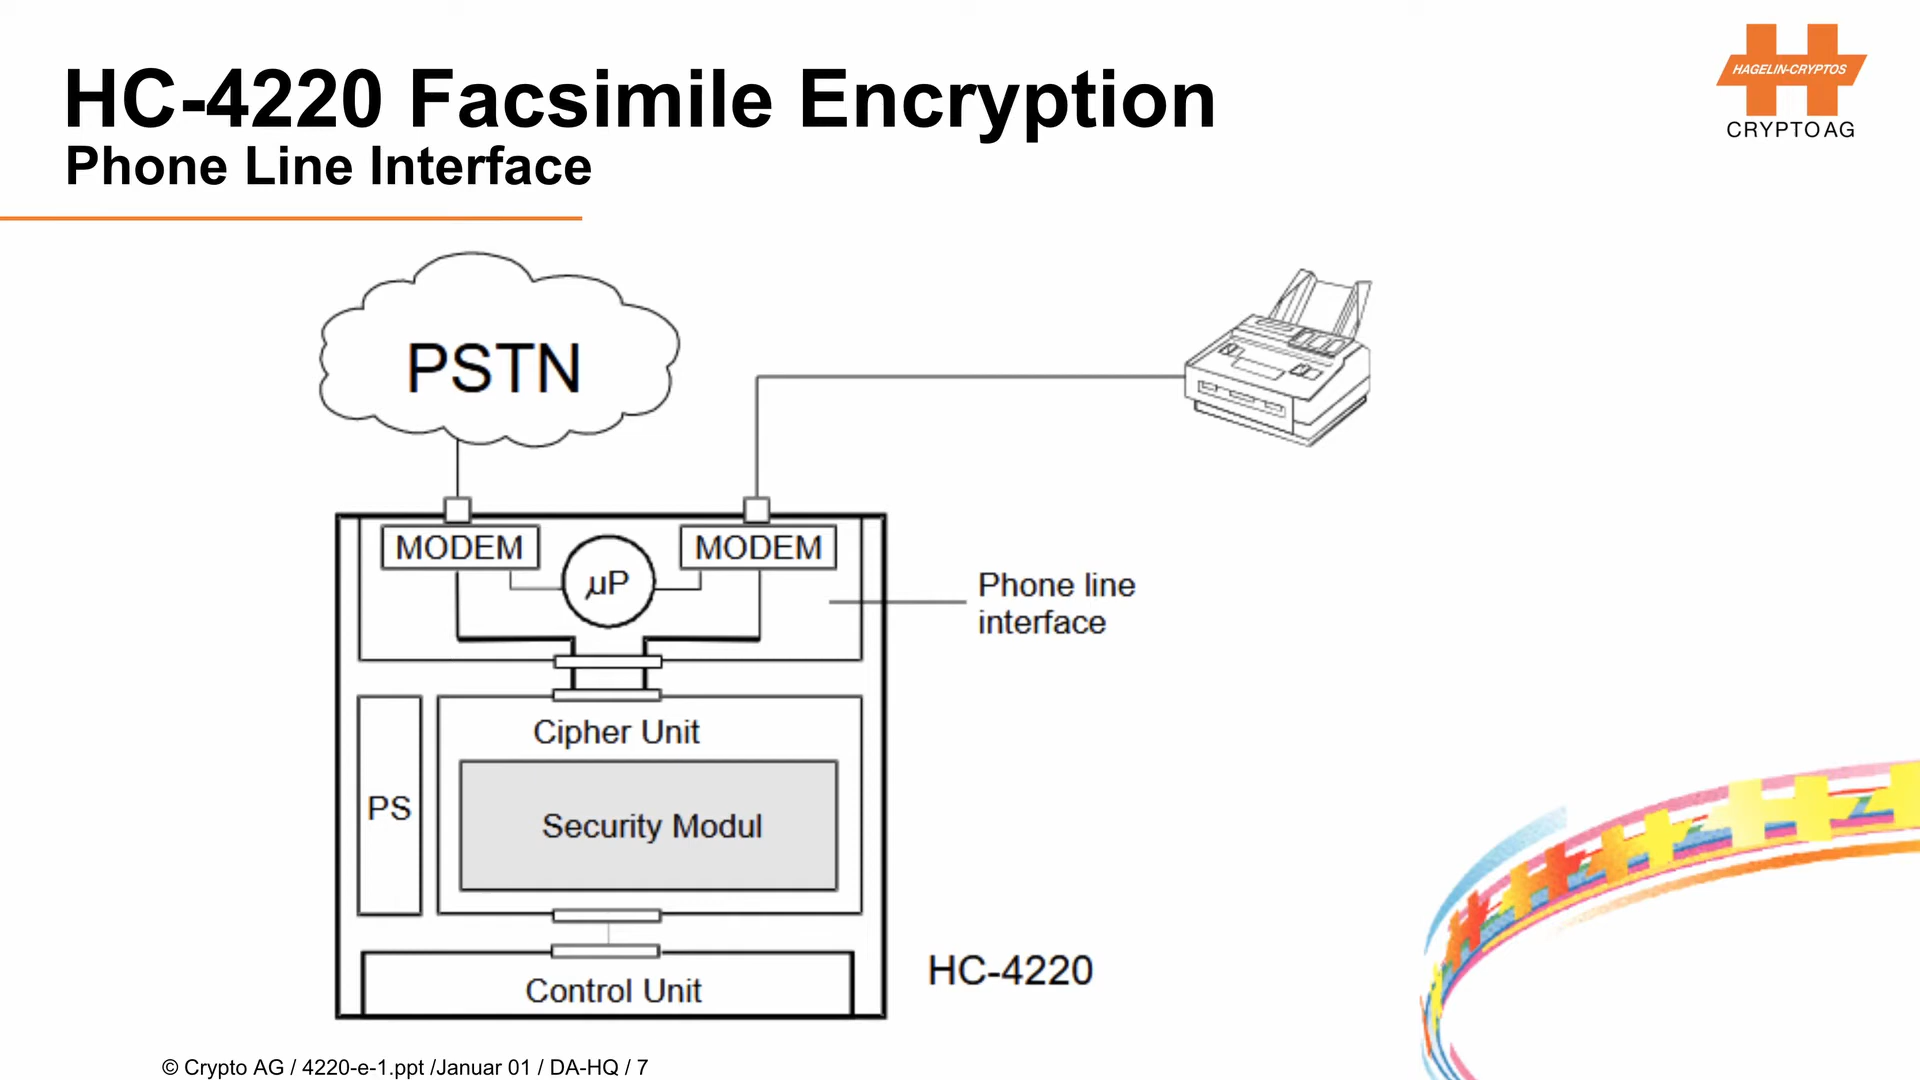 HC-4220 Facsimile Encryption
Phone Line Interface
HAGELIN-CRYPTOS
CRYPTO AG
PSTN
MODEM
µP
MODEM
Phone line
interface
Cipher Unit
PS
Security Modul
Control Unit
HC-4220
© Crypto AG / 4220-e-1.ppt /Januar 01 / DA-HQ / 7